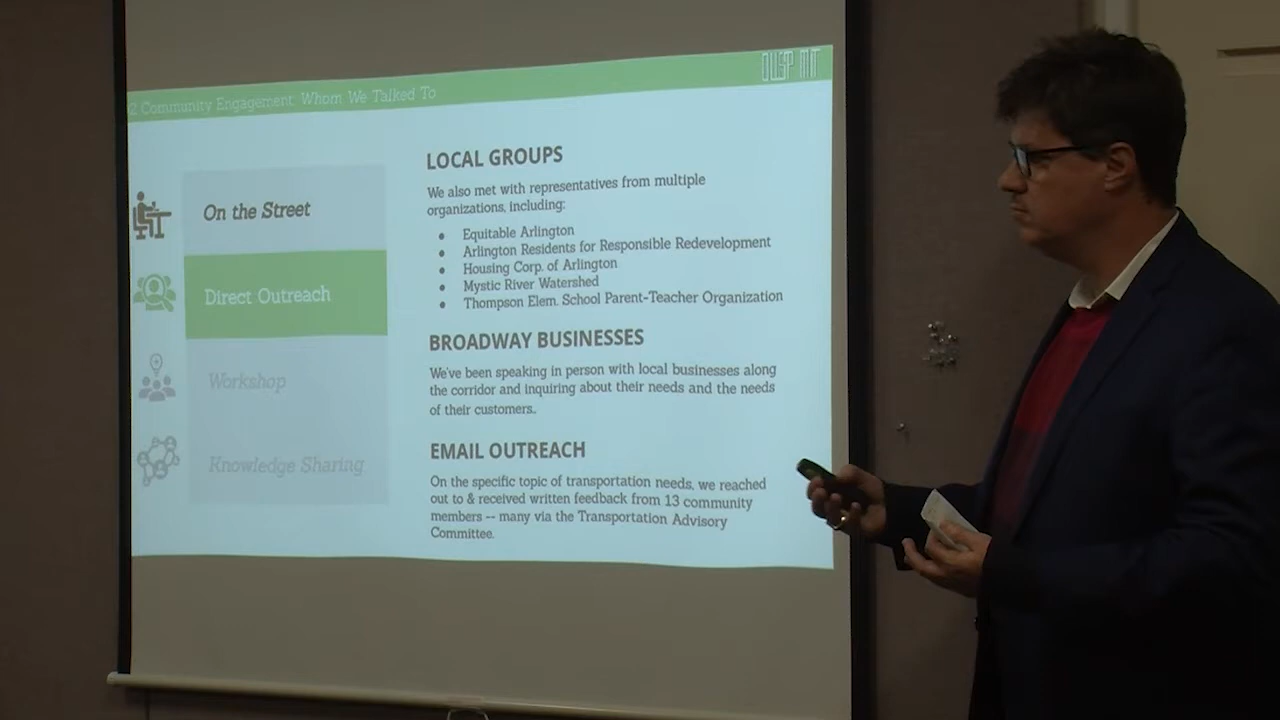 02 Community Engagement: Whom We Talked To
DUSP MIT
On the Street
Direct Outreach
Workshop
Knowledge Sharing
LOCAL GROUPS
We also met with representatives from multiple
organizations, including:
● Equitable Arlington
● Arlington Residents for Responsible Redevelopment
● Housing Corp. of Arlington
● Mystic River Watershed
● Thompson Elem. School Parent-Teacher Organization
BROADWAY BUSINESSES
We've been speaking in person with local businesses along
the corridor and inquiring about their needs and the needs
of their customers..
EMAIL OUTREACH
On the specific topic of transportation needs, we reached
out to & received written feedback from 13 community
members -- many via the Transportation Advisory
Committee.